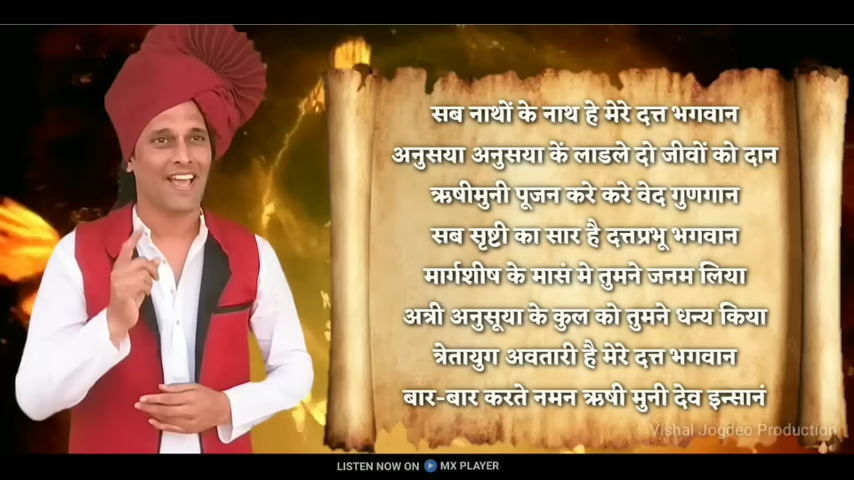 सब नाथों के नाथ हे मेरे दत्त भगवान
अनुसया अनुसया कें लाडले दो जीवों को दान
ऋषीमुनी पूजन करे करे वेद गुणगान
सब सृष्टी का सार है दत्तप्रभू भगवान
मार्गशीष के मासं मे तुमने जनम लिया
अत्री अनुसूया के कुल को तुमने धन्य किया
त्रेतायुग अवतारी है मेरे दत्त भगवान
बार-बार करते नमन ऋषी मुनी देव इन्सानं
Vishal Jogdeo Production
LISTEN NOW ON MX PLAYER